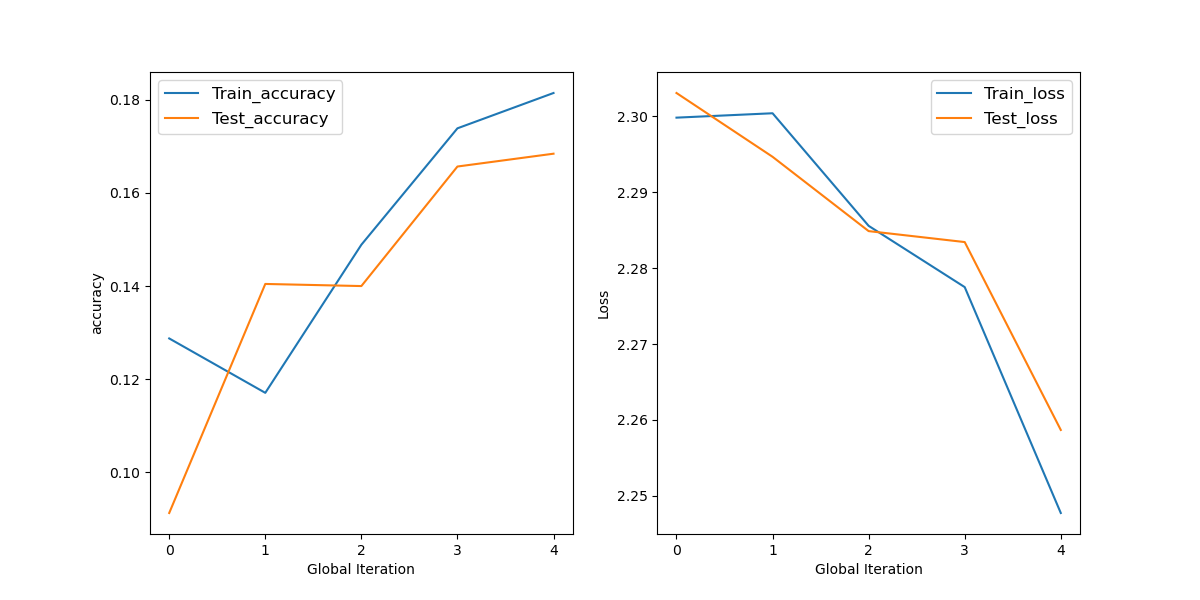 Train_accuracy
Test_accuracy
0.18
0.16
0.14
0.12
0.10
accuracy
0 1 2 3 4
Global Iteration
Train_loss
Test_loss
2.30
2.29
2.28
2.27
2.26
2.25
Loss
0 1 2 3 4
Global Iteration